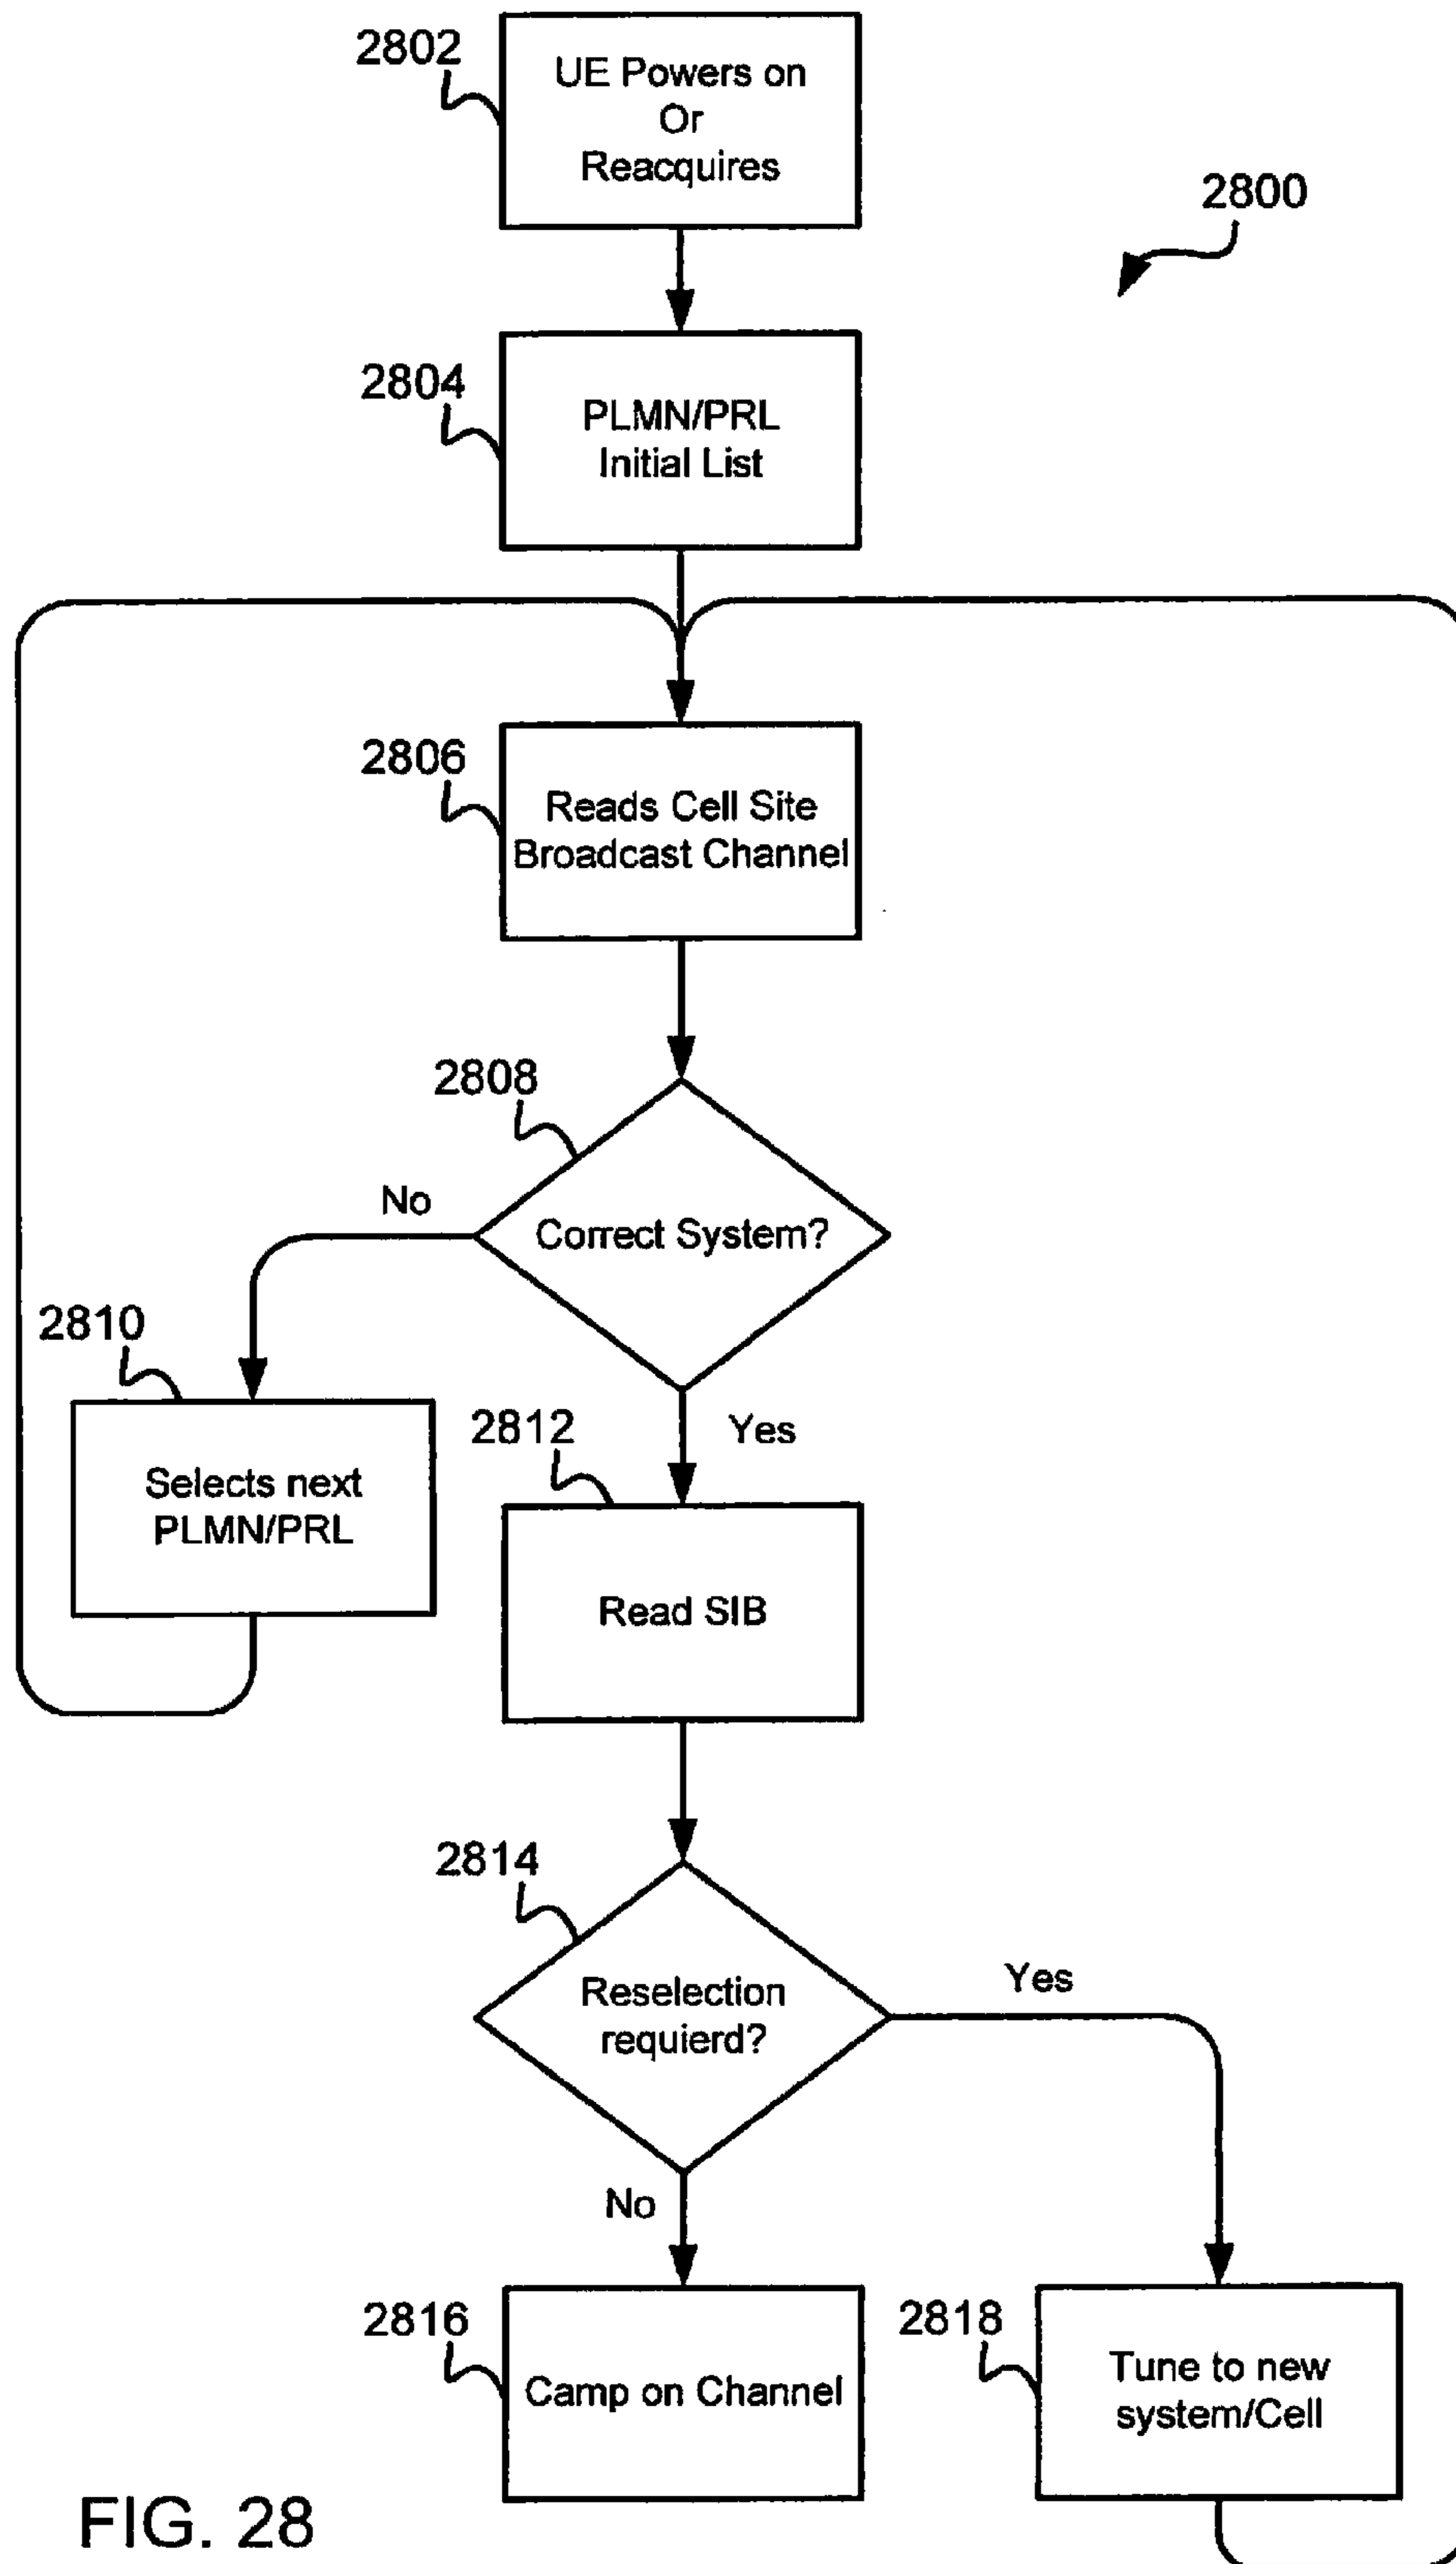 2802
UE Powers on
Or
Reacquires
2800
2804
PLMN/PRL
Initial List
2806
Reads Cell Site
Broadcast Channel
2808
No
Correct System?
2810
Selects next
PLMN/PRL
2812
Yes
Read SIB
2814
Reselection
requierd?
Yes
No
2816
Camp on Channel
2818
Tune to new
system/Cell
FIG. 28